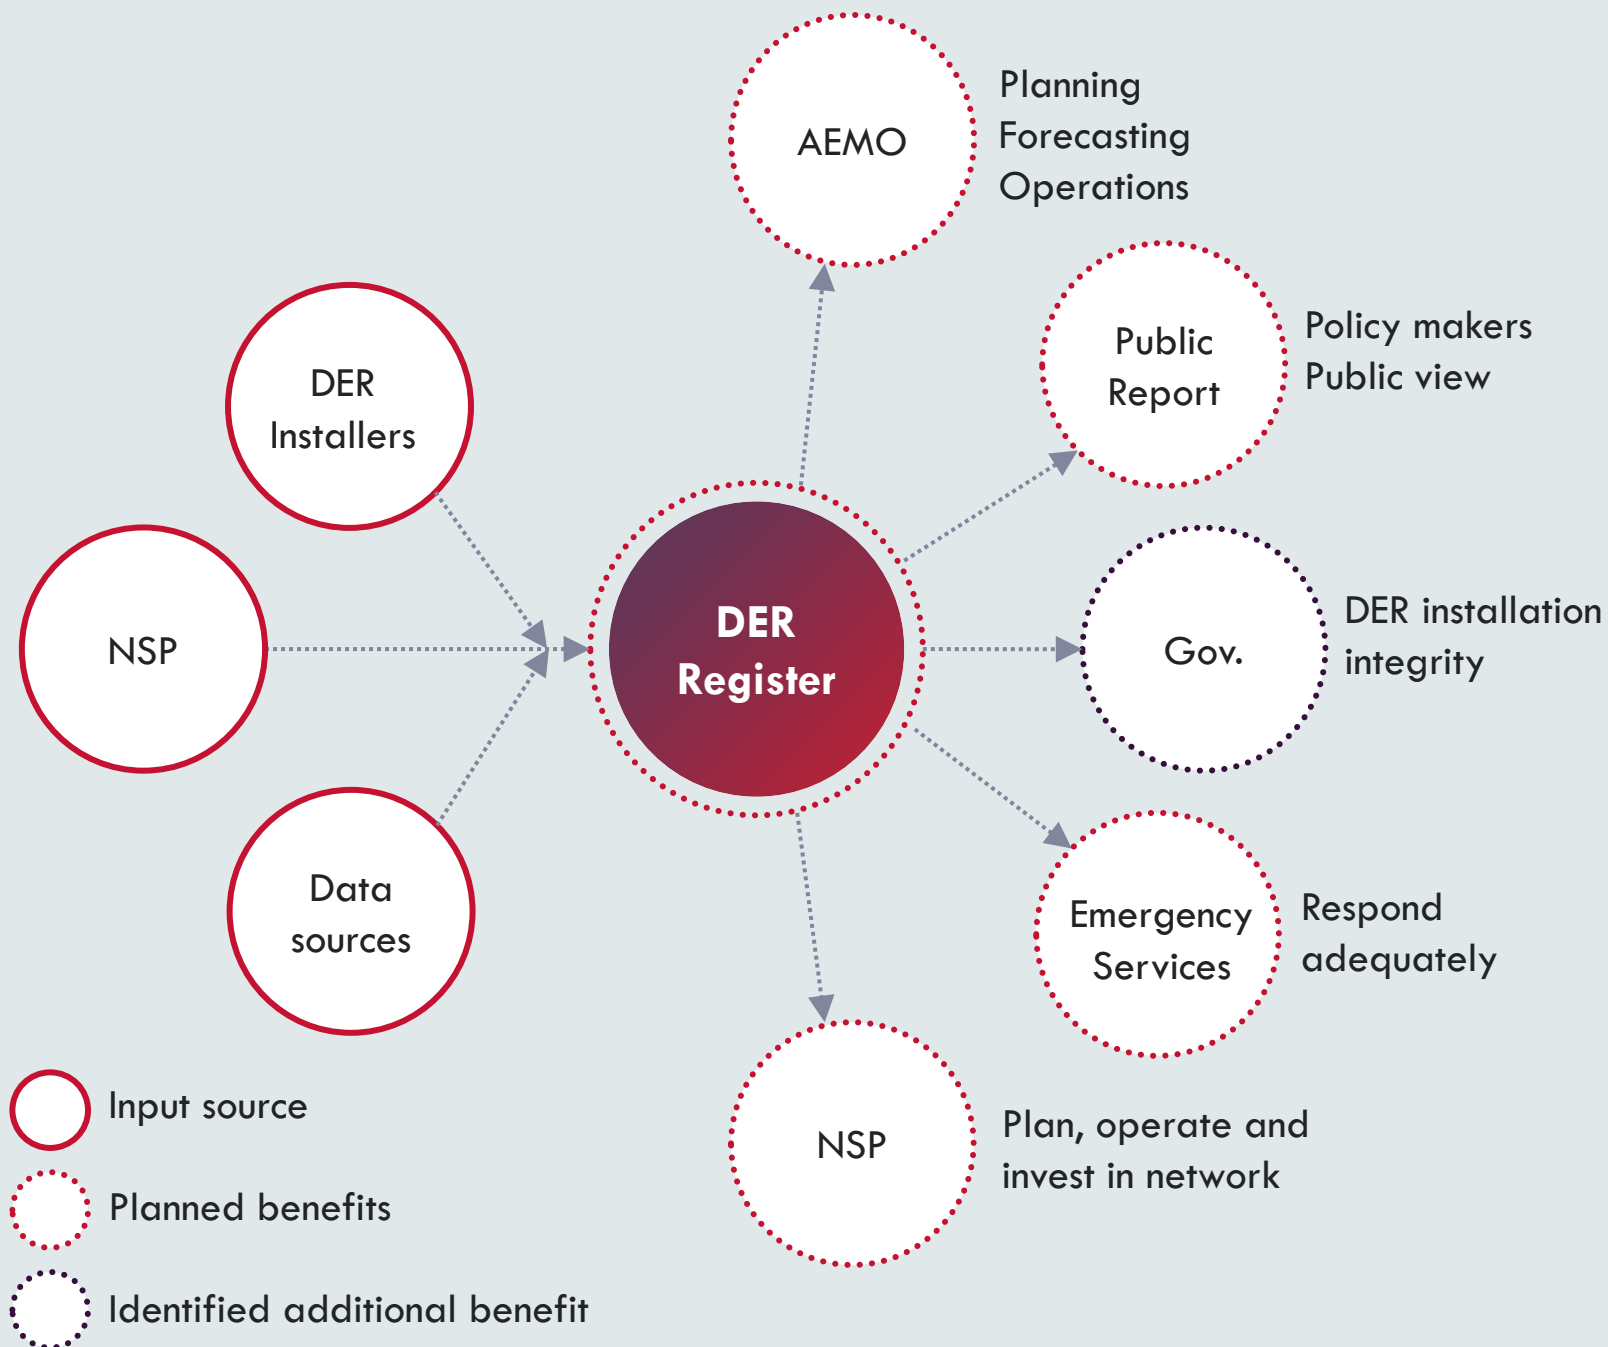 AEMO
Planning
Forecasting
Operations
Public
Report
Policy makers
Public view
DER
Installers
NSP
Data
sources
DER
Register
Gov.
DER installation
integrity
Emergency
Services
Respond
adequately
NSP
Plan, operate and
invest in network
Input source
Planned benefits
Identified additional benefit